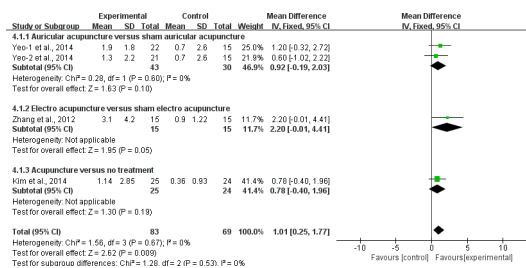 Experimental Control Mean Difference Mean Difference
Study or Subgroup Mean SD Total Mean SD Total Weight IV, Fixed, 95% CI IV, Fixed, 95% CI
4.1.1 Auricular acupuncture versus sham auricular acupuncture
Yeo-1 et al., 2014 1.9 1.8 22 0.7 2.6 15 25.0% 1.20 [-0.32, 2.72]
Yeo-2 et al., 2014 1.3 2.2 21 0.7 2.6 15 21.9% 0.60 [-1.02, 2.22]
Subtotal (95% CI) 43 30 46.9% 0.92 [-0.19, 2.03]
Heterogeneity: Chi² = 0.28, df = 1 (P = 0.60); I² = 0%
Test for overall effect: Z = 1.63 (P = 0.10)
4.1.2 Electro acupuncture versus sham electro acupuncture
Zhang et al., 2012 3.1 4.2 15 0.9 1.22 15 11.7% 2.20 [-0.01, 4.41]
Subtotal (95% CI) 15 15 11.7% 2.20 [-0.01, 4.41]
Heterogeneity: Not applicable
Test for overall effect: Z = 1.95 (P = 0.05)
4.1.3 Acupuncture versus no treatment
Kim et al., 2014 1.14 2.85 25 0.36 0.93 24 41.4% 0.78 [-0.40, 1.96]
Subtotal (95% CI) 25 24 41.4% 0.78 [-0.40, 1.96]
Heterogeneity: Not applicable
Test for overall effect: Z = 1.30 (P = 0.19)
Total (95% CI) 83 69 100.0% 1.01 [0.25, 1.77]
Heterogeneity: Chi² = 1.56, df = 3 (P = 0.67); I² = 0%
Test for overall effect: Z = 2.62 (P = 0.009)
Test for subgroup differences: Chi² = 1.28, df = 2 (P = 0.53), I² = 0%
-10 -5 0 5 10
Favours [control] Favours [experimental]